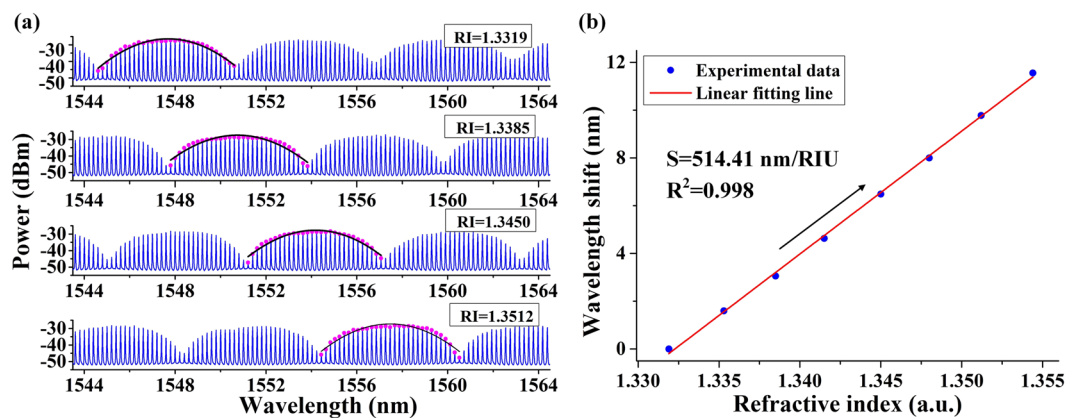 (a)
RI=1.3319
-30
-40
-50
1544 1548 1552 1556 1560 1564
RI=1.3385
-30
-40
-50
1544 1548 1552 1556 1560 1564
RI=1.3450
-30
-40
-50
1544 1548 1552 1556 1560 1564
RI=1.3512
-30
-40
-50
1544 1548 1552 1556 1560 1564
Power (dBm)
Wavelength (nm)
(b)
Experimental data
Linear fitting line
S=514.41 nm/RIU
R²=0.998
12
8
4
0
1.330 1.335 1.340 1.345 1.350 1.355
Wavelength shift (nm)
Refractive index (a.u.)